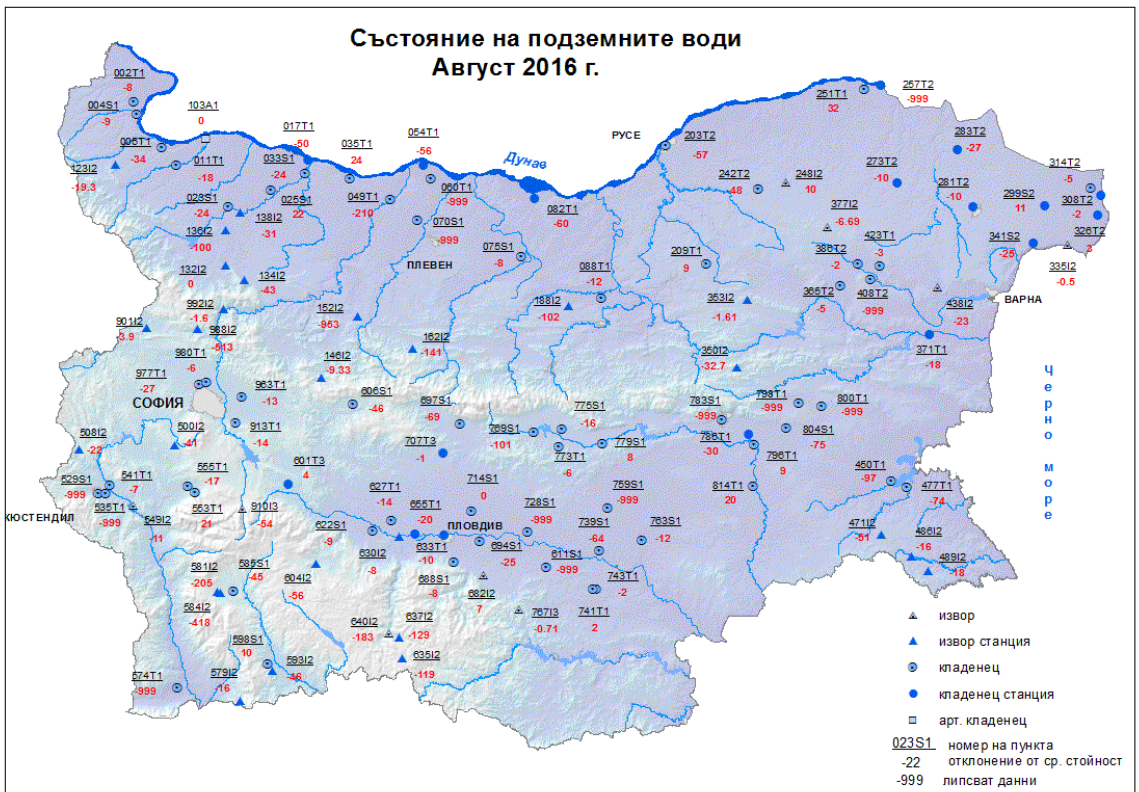 Състояние на подземните води
Август 2016 г.
002T1
-8
004S1
-9
103A1
0
005T1
-34
011T1
-18
123I2
-19.3
017T1
-50
033S1
-24
025S1
22
035T1
24
054T1
-56
Дунав
РУСЕ
203T2
-57
251T1
32
257T2
-999
283T2
-27
273T2
-10
248I2
10
242T2
48
281T2
-10
299S2
11
314T2
-5
308T2
-2
326T2
3
335I2
-0.5
341S2
-25
377I2
-6.69
423T1
-3
386T2
-2
365T2
-5
408T2
-999
438I2
-23
ВАРНА
028S1
-24
138I2
-31
136I2
-100
049T1
-210
060T1
-999
070S1
-999
ПЛЕВЕН
075S1
-8
082T1
-60
088T1
-12
209T1
9
132I2
0
134I2
-43
992I2
-1.6
988I2
-513
901I2
3.9
152I2
-953
162I2
-141
146I2
-9.33
188I2
-102
353I2
-1.61
350I2
-32.7
371T1
-18
980T1
-6
977T1
-27
СОФИЯ
963T1
-13
913T1
-14
606S1
-46
697S1
-69
769S1
-101
775S1
-16
773T1
-6
779S1
8
783S1
-999
793T1
-999
800T1
-999
804S1
-75
786T1
-30
796T1
9
814T1
20
508I2
-22
500I2
-41
601T3
4
707T3
-1
529S1
-999
541T1
-7
535T1
-999
549I2
11
КЮСТЕНДИЛ
555T1
-17
553T1
21
910I3
-54
627T1
-14
655T1
-20
622S1
-9
630I2
-8
633T1
-10
ПЛОВДИВ
714S1
0
728S1
-999
694S1
-25
688S1
-8
682I2
7
759S1
-999
739S1
-64
763S1
-12
611S1
-999
743T1
-2
741T1
2
767I3
-0.71
450T1
-97
477T1
-74
471I2
-51
486I2
-16
489I2
-18
581I2
-205
585S1
-45
584I2
-418
604I2
-56
598S1
10
593I2
-46
579I2
16
574T1
-999
640I2
-183
637I2
-129
635I2
-119
Черно море
извор
извор станция
кладенец
кладенец станция
арт. кладенец
023S1 номер на пункта
-22 отклонение от ср. стойност
-999 липсват данни